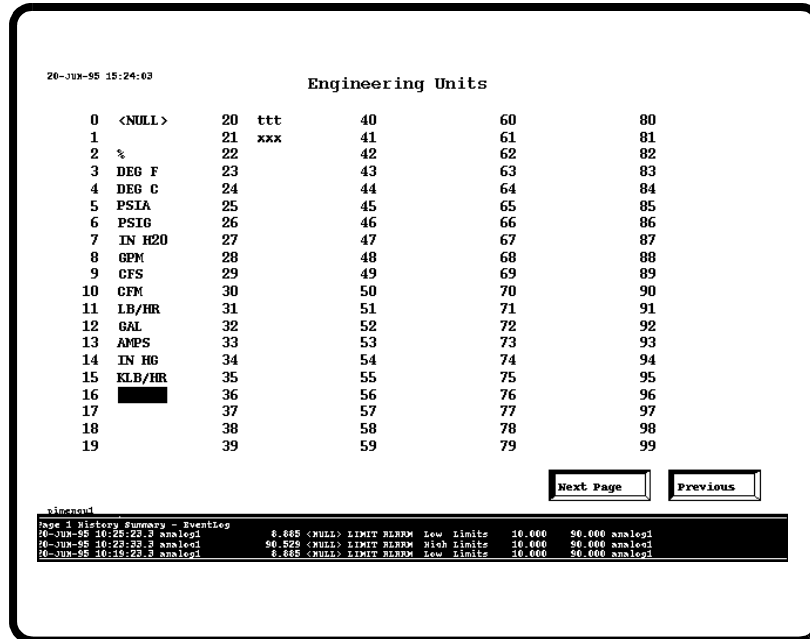 20-JUN-95 15:24:03
Engineering Units
0 <NULL> 20 ttt 40 60 80
1 21 xxx 41 61 81
2 % 22 42 62 82
3 DEG F 23 43 63 83
4 DEG C 24 44 64 84
5 PSIA 25 45 65 85
6 PSIG 26 46 66 86
7 IN H20 27 47 67 87
8 GPM 28 48 68 88
9 CFS 29 49 69 89
10 CFM 30 50 70 90
11 LB/HR 31 51 71 91
12 GAL 32 52 72 92
13 AMPS 33 53 73 93
14 IN HG 34 54 74 94
15 KLB/HR 35 55 75 95
16 36 56 76 96
17 37 57 77 97
18 38 58 78 98
19 39 59 79 99
Next Page Previous
pimengu1
Page 1 History Summary - EventLog
20-JUN-95 10:25:23.3 analog1 8.885 <NULL> LIMIT ALARM Low Limits 10.000 90.000 analog1
20-JUN-95 10:23:33.3 analog1 90.529 <NULL> LIMIT ALARM High Limits 10.000 90.000 analog1
20-JUN-95 10:19:23.3 analog1 8.885 <NULL> LIMIT ALARM Low Limits 10.000 90.000 analog1